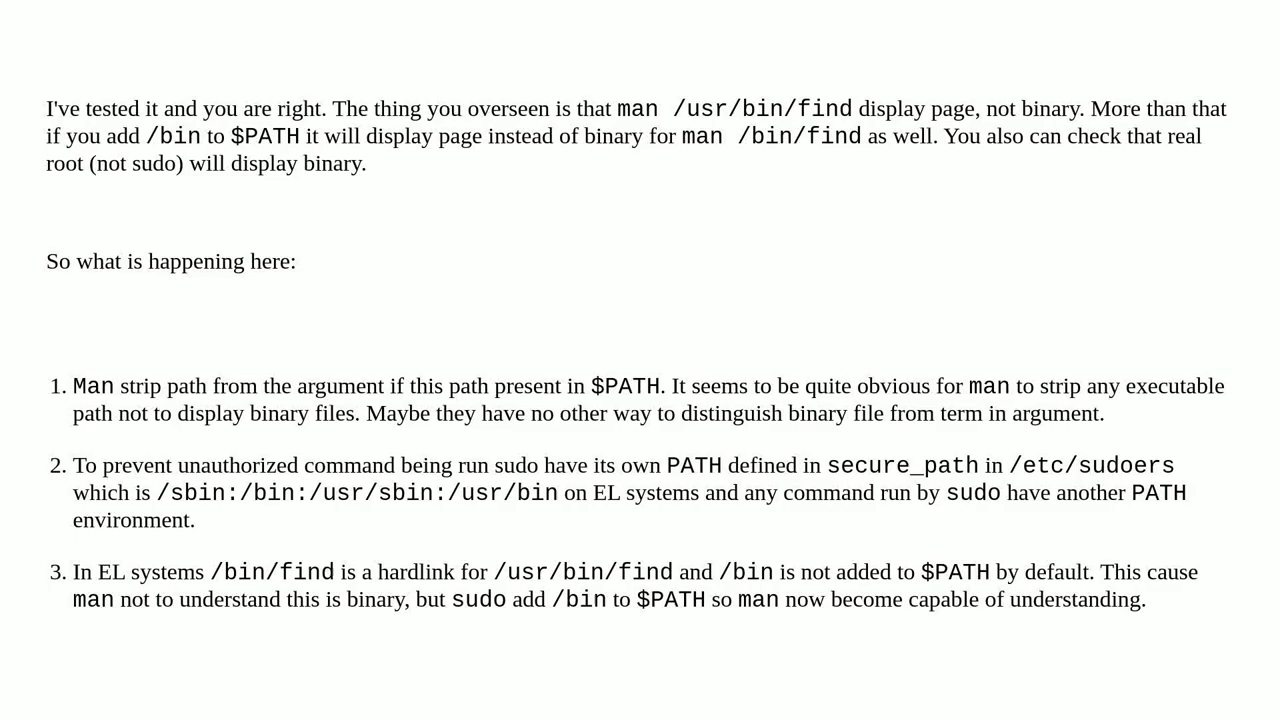 I've tested it and you are right. The thing you overseen is that man /usr/bin/find display page, not binary. More than that
if you add /bin to $PATH it will display page instead of binary for man /bin/find as well. You also can check that real
root (not sudo) will display binary.
So what is happening here:
1. Man strip path from the argument if this path present in $PATH. It seems to be quite obvious for man to strip any executable
path not to display binary files. Maybe they have no other way to distinguish binary file from term in argument.
2. To prevent unauthorized command being run sudo have its own PATH defined in secure_path in /etc/sudoers
which is /sbin:/bin:/usr/sbin:/usr/bin on EL systems and any command run by sudo have another PATH
environment.
3. In EL systems /bin/find is a hardlink for /usr/bin/find and /bin is not added to $PATH by default. This cause
man not to understand this is binary, but sudo add /bin to $PATH so man now become capable of understanding.